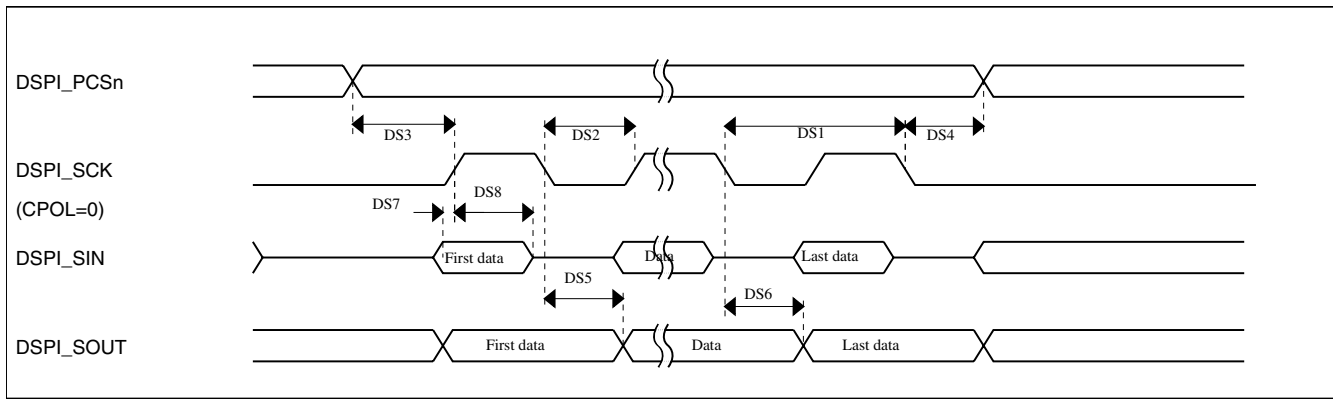 DSPI_PCSn
DS3
DS2
DS1
DS4
DSPI_SCK
(CPOL=0)
DS7
DS8
DSPI_SIN
First data
Data
Last data
DS5
DS6
DSPI_SOUT
First data
Data
Last data